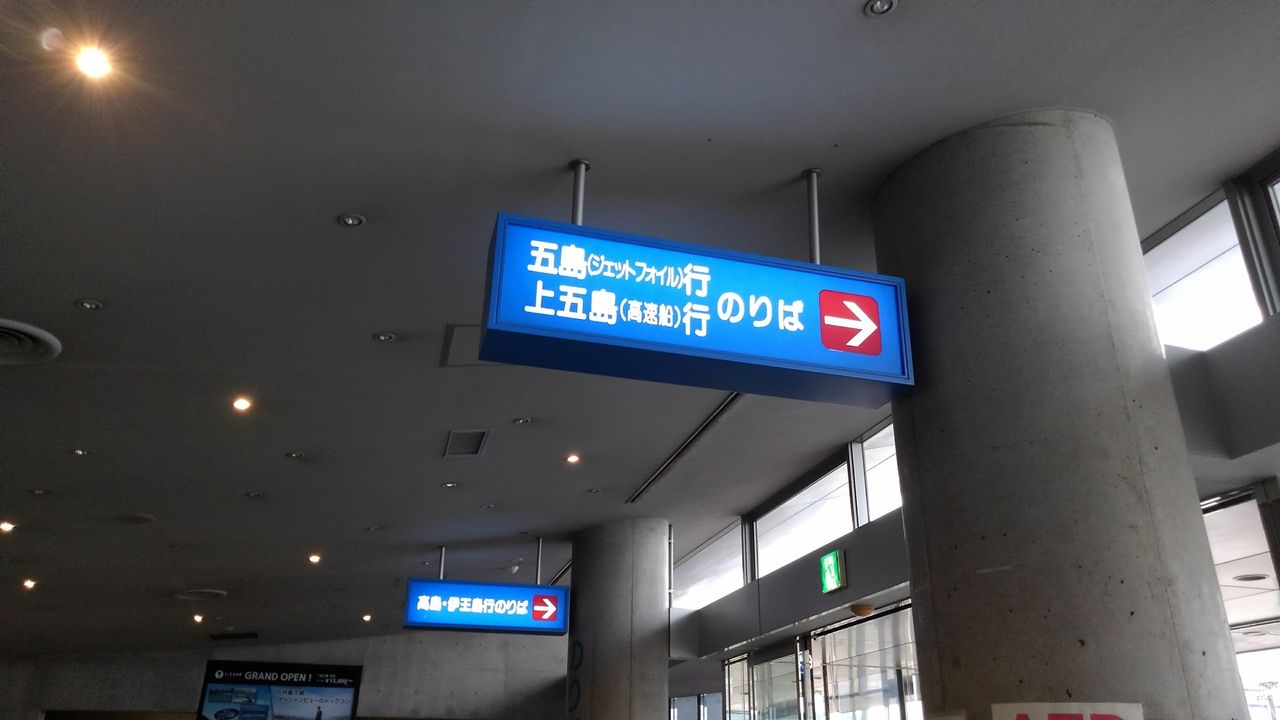 五島(ジェットフォイル)行
上五島(高速船)行
のりば
高島・伊王島行のりば
GRAND OPEN!
AED